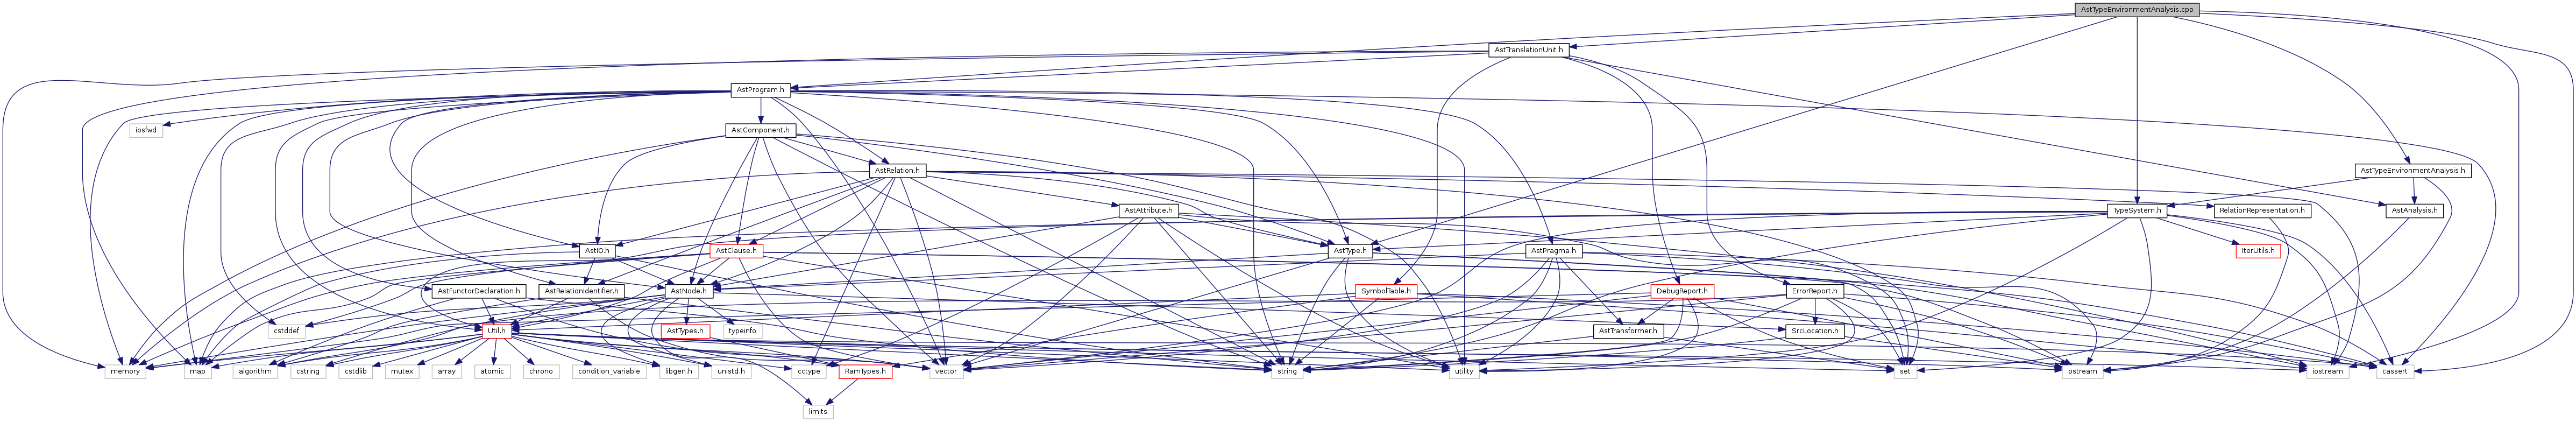 AstTypeEnvironmentAnalysis.cpp
AstTranslationUnit.h
AstProgram.h
iosfwd
AstComponent.h
AstRelation.h
AstTypeEnvironmentAnalysis.h
AstAttribute.h
TypeSystem.h
RelationRepresentation.h
AstAnalysis.h
AstIO.h
AstClause.h
AstType.h
AstPragma.h
IterUtils.h
AstFunctorDeclaration.h
AstRelationIdentifier.h
AstNode.h
SymbolTable.h
DebugReport.h
ErrorReport.h
cstddef
Util.h
AstTypes.h
typeinfo
AstTransformer.h
SrcLocation.h
memory
map
algorithm
cstring
cstdlib
mutex
array
atomic
chrono
condition_variable
libgen.h
unistd.h
cctype
RamTypes.h
vector
string
utility
set
ostream
iostream
cassert
limits